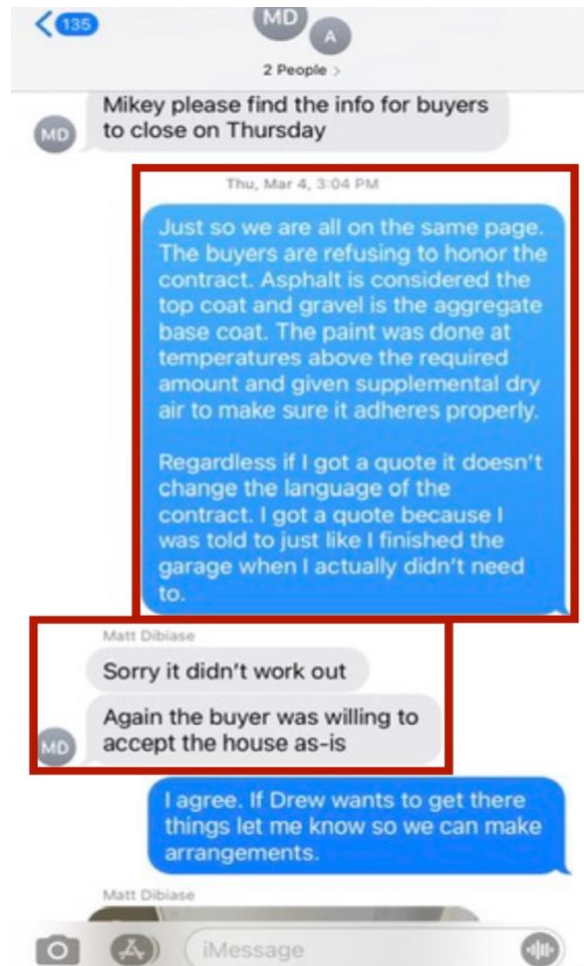 135
MD
A
2 People >
Mikey please find the info for buyers
to close on Thursday
MD
Thu, Mar 4, 3:04 PM
Just so we are all on the same page.
The buyers are refusing to honor the
contract. Asphalt is considered the
top coat and gravel is the aggregate
base coat. The paint was done at
temperatures above the required
amount and given supplemental dry
air to make sure it adheres properly.
Regardless if I got a quote it doesn't
change the language of the
contract. I got a quote because I
was told to just like I finished the
garage when I actually didn't need
to.
Matt Dibiase
Sorry it didn't work out
Again the buyer was willing to
accept the house as-is
MD
I agree. If Drew wants to get there
things let me know so we can make
arrangements.
Matt Dibiase
iMessage